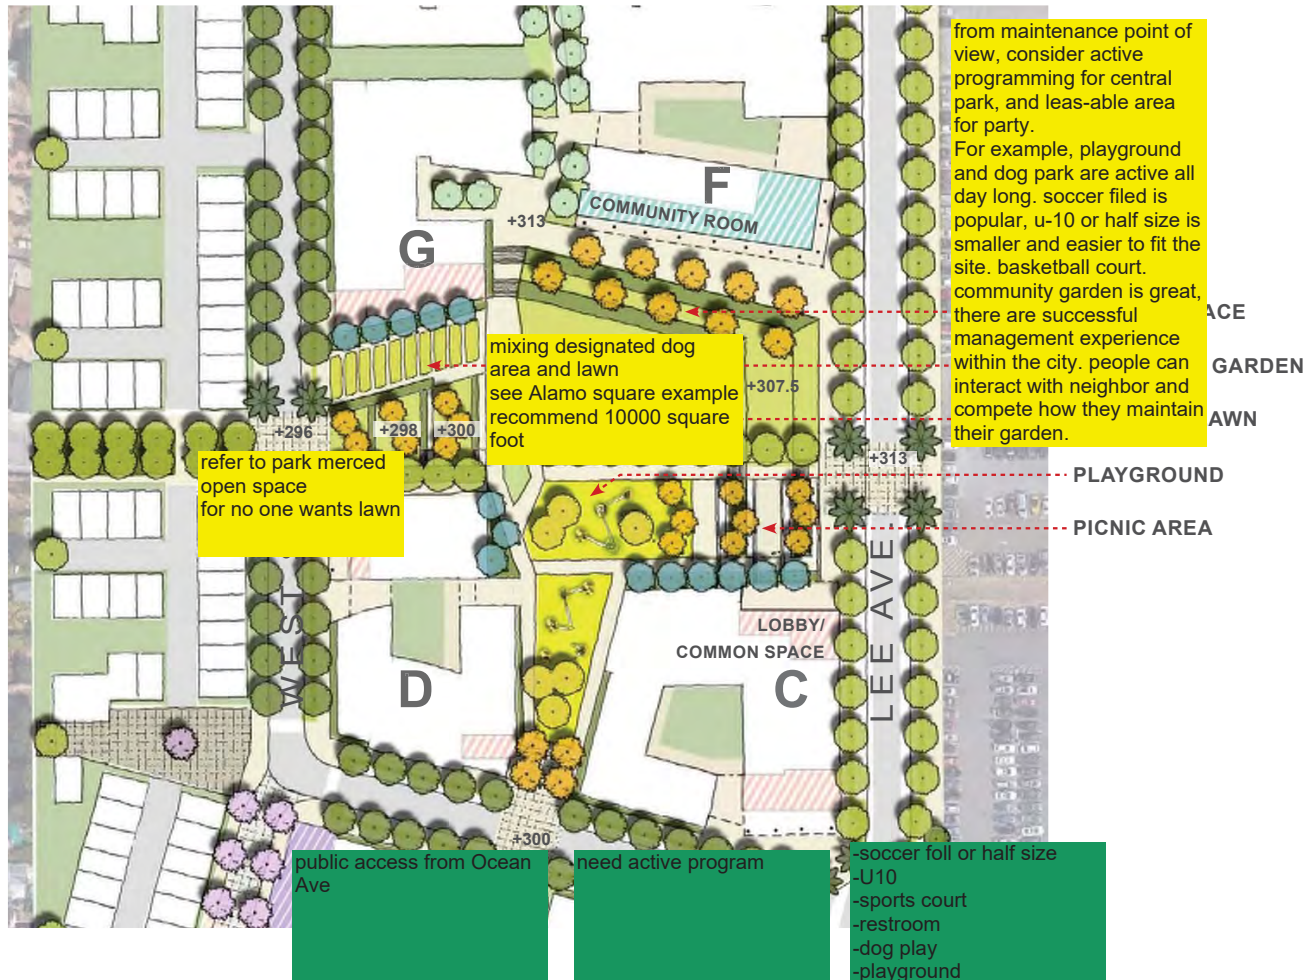 from maintenance point of
view, consider active
programming for central
park, and leas-able area
for party.
For example, playground
and dog park are active all
day long. soccer filed is
popular, u-10 or half size is
smaller and easier to fit the
site. basketball court.
community garden is great,
there are successful
management experience
within the city. people can
interact with neighbor and
compete how they maintain
their garden.
F
COMMUNITY ROOM
+313
G
ACE
GARDEN
AWN
mixing designated dog
area and lawn
see Alamo square example
recommend 10000 square
foot
+307.5
+296
+298
+300
+313
refer to park merced
open space
for no one wants lawn
PLAYGROUND
PICNIC AREA
WEST
LEE AVE.
LOBBY/
COMMON SPACE
D
C
+300
public access from Ocean
Ave
need active program
-soccer foll or half size
-U10
-sports court
-restroom
-dog play
-playground